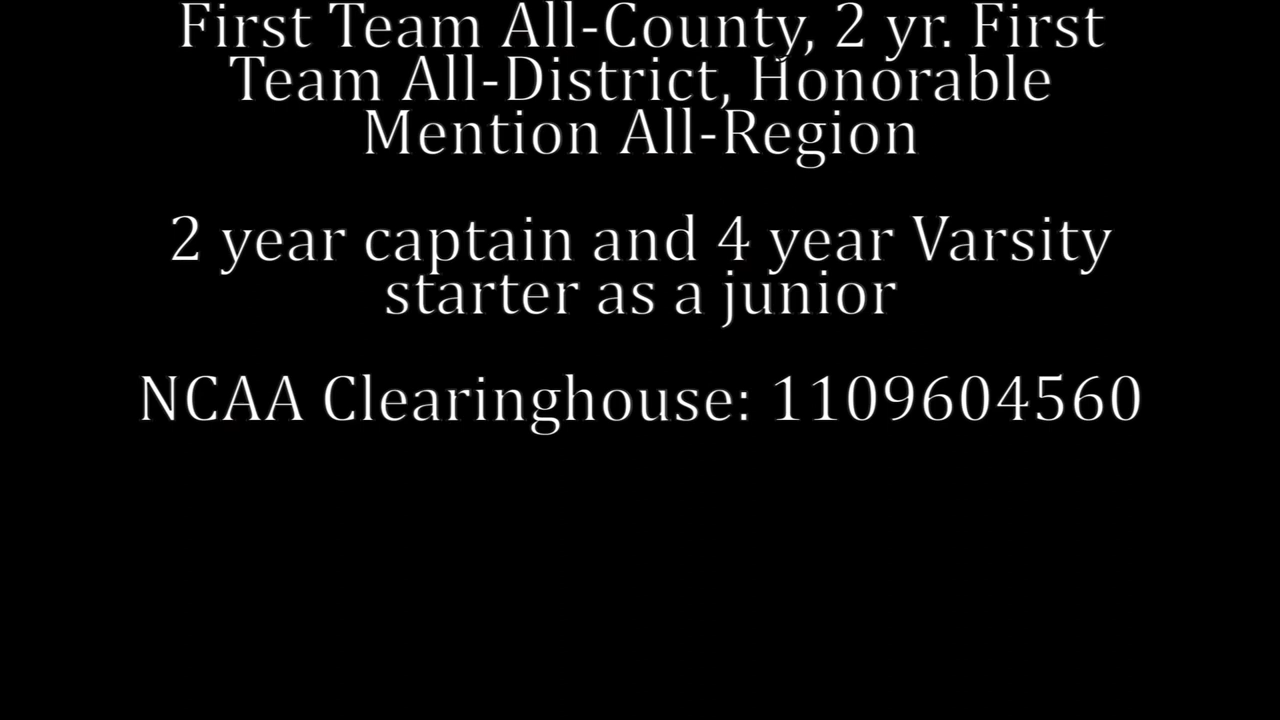 First Team All-County, 2 yr. First
Team All-District, Honorable
Mention All-Region
2 year captain and 4 year Varsity
starter as a junior
NCAA Clearinghouse: 1109604560